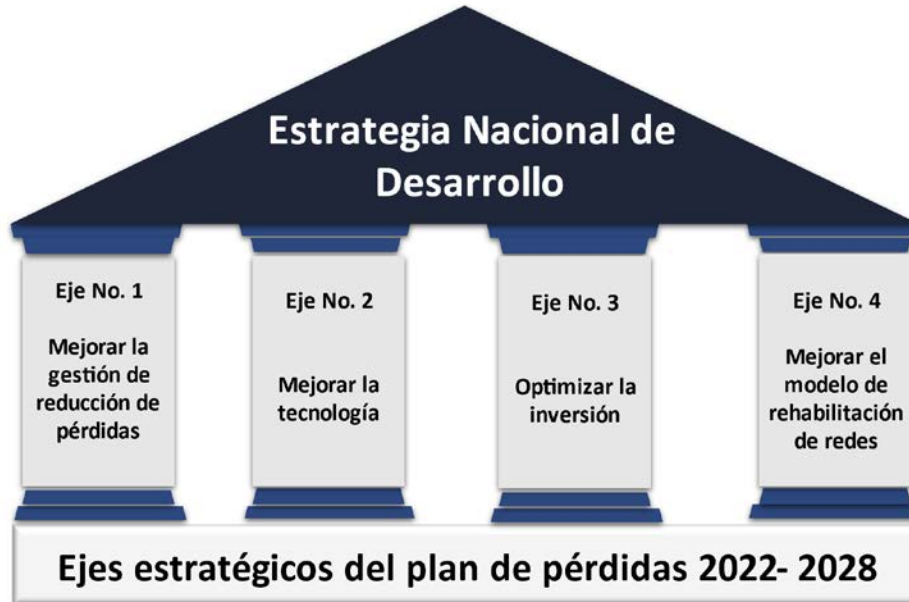 Estrategia Nacional de
Desarrollo
Eje No. 1
Mejorar la
gestión de
reducción de
pérdidas
Eje No. 2
Mejorar la
tecnología
Eje No. 3
Optimizar la
inversión
Eje No. 4
Mejorar el
modelo de
rehabilitación
de redes
Ejes estratégicos del plan de pérdidas 2022- 2028